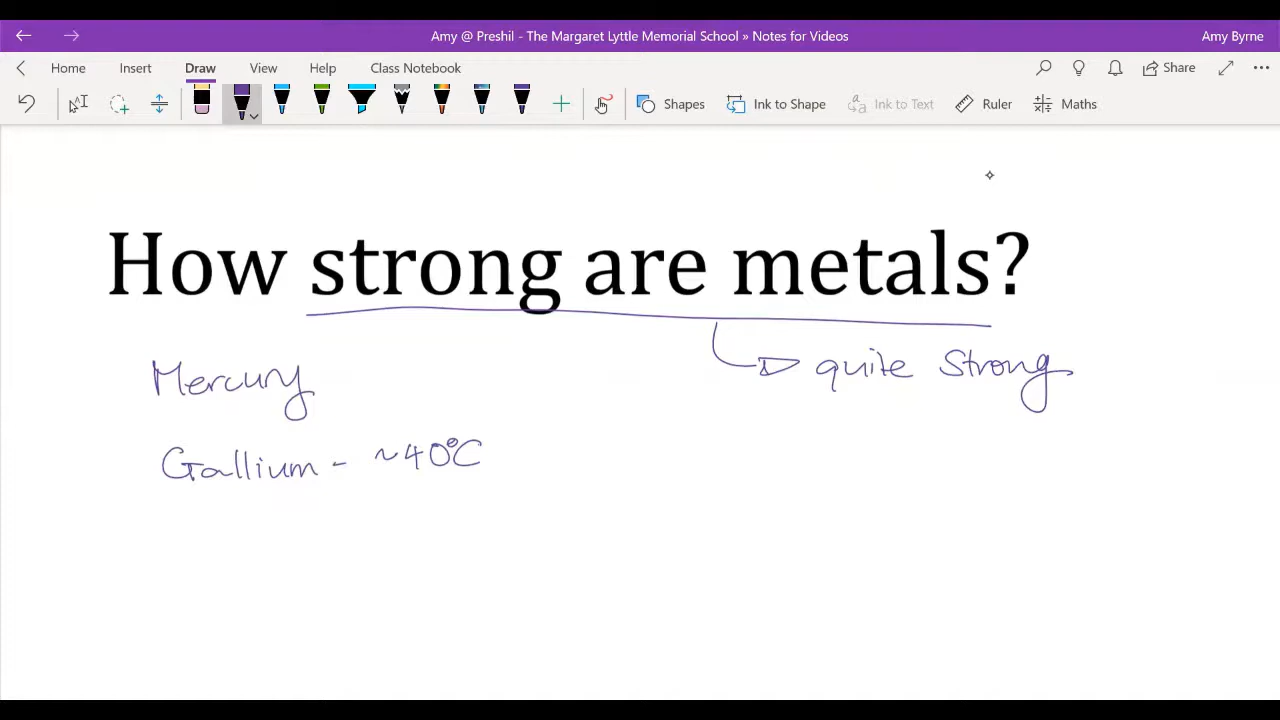 Amy @ Preshil - The Margaret Lyttle Memorial School » Notes for Videos
Amy Byrne
Home Insert Draw View Help Class Notebook
Share
Shapes Ink to Shape Ink to Text Ruler Maths
How strong are metals?
quite strong
Mercury
Gallium - ~40°C